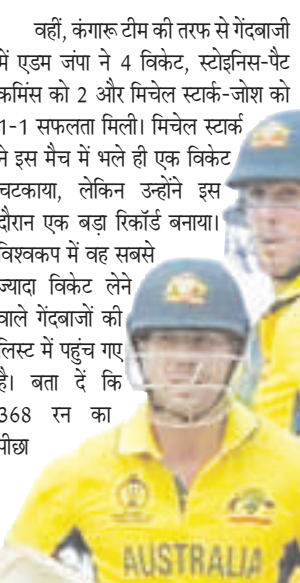 वहीं, कंगारू टीम की तरफ से गेंदबाजी
में एडम जंपा ने 4 विकेट, स्टोइनिस-पैट
कमिंस को 2 और मिचेल स्टार्क-जोश को
1-1 सफलता मिली। मिचेल स्टार्क
ने इस मैच में भले ही एक विकेट
चटकाया, लेकिन उन्होंने इस
दौरान एक बड़ा रिकॉर्ड बनाया।
विश्वकप में वह सबसे
ज्यादा विकेट लेने
वाले गेंदबाजों की
लिस्ट में पहुंच गए
है। बता दें कि
368 रन का
पीछा
AUSTRALIA